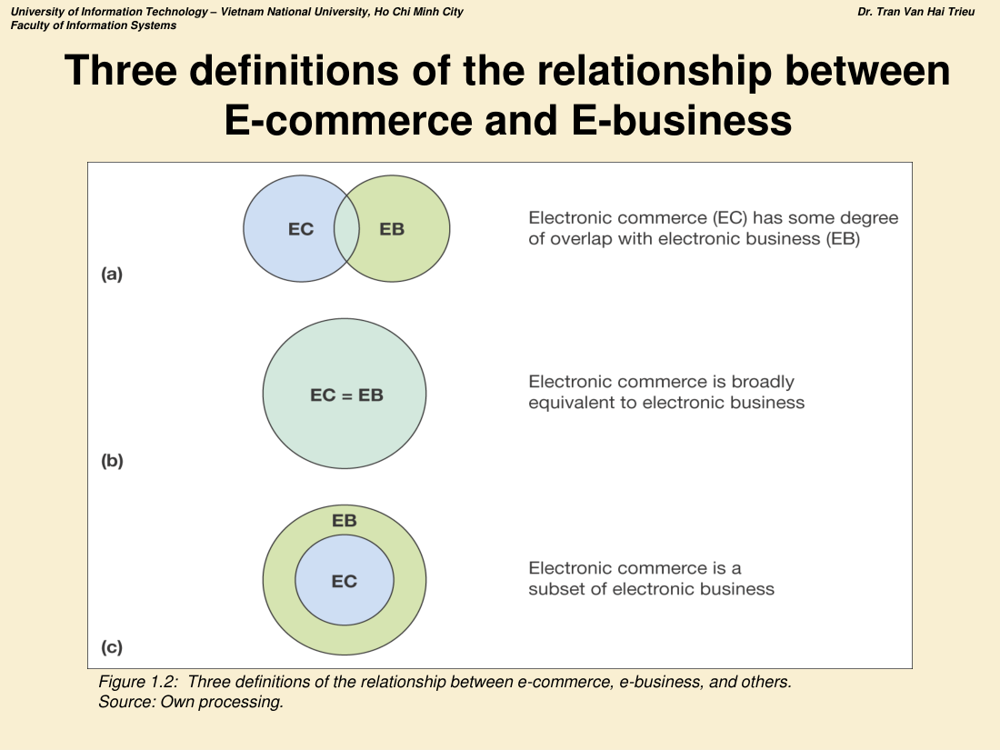 University of Information Technology – Vietnam National University, Ho Chi Minh City
Dr. Tran Van Hai Trieu
Faculty of Information Systems
Three definitions of the relationship between
E-commerce and E-business
EC
EB
Electronic commerce (EC) has some degree
of overlap with electronic business (EB)
(a)
EC = EB
Electronic commerce is broadly
equivalent to electronic business
(b)
EB
EC
Electronic commerce is a
subset of electronic business
(c)
Figure 1.2:  Three definitions of the relationship between e-commerce, e-business, and others.
Source: Own processing.